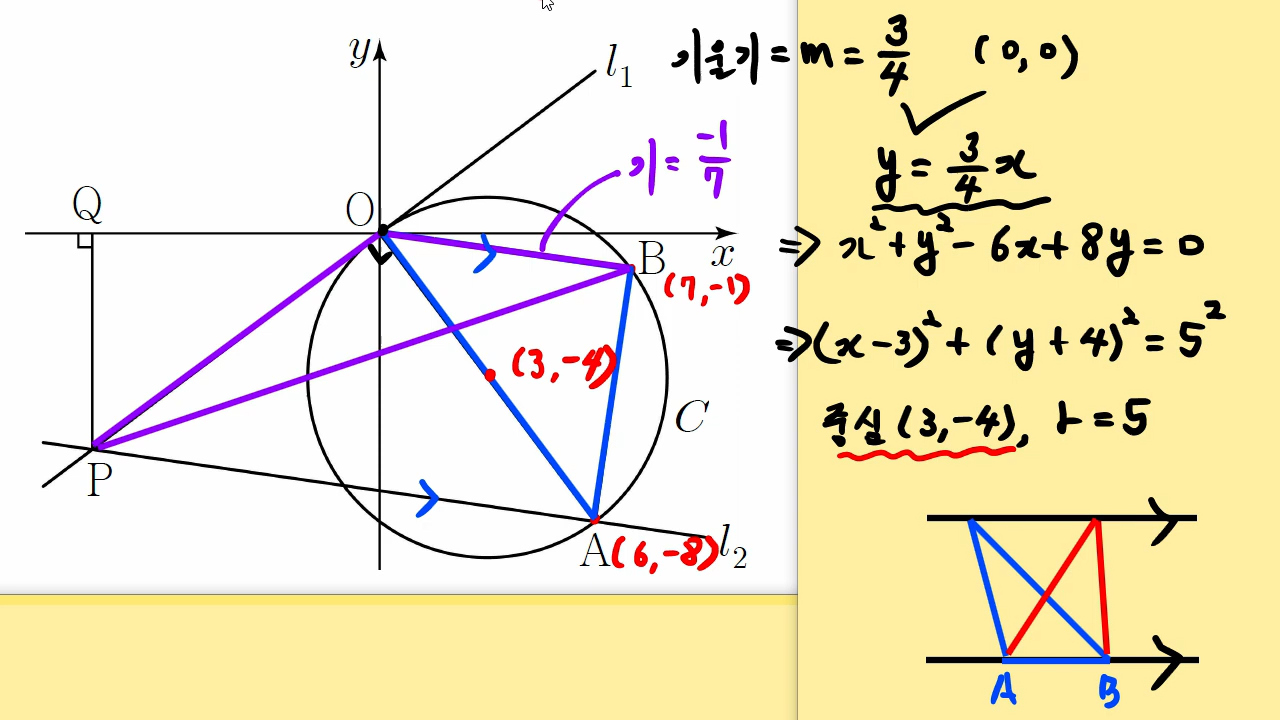 기울기 = m = 3/4 (0, 0)
y = 3/4 x
⇒ x² + y² - 6x + 8y = 0
⇒ (x - 3)² + (y + 4)² = 5²
중심 (3, -4), r = 5
A B
y
l₁
기 = -1/7
Q
O
x
B
(7, -1)
(3, -4)
C
P
A (6, -8)
l₂